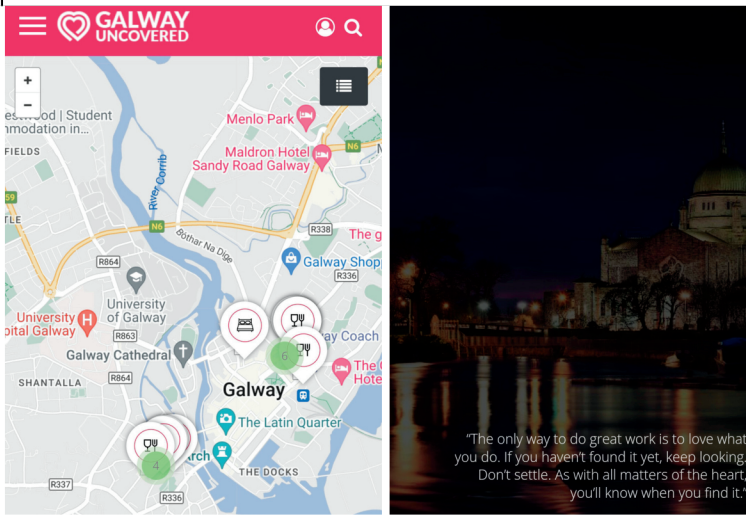 GALWAY
UNCOVERED
+
−
Menlo Park
Maldron Hotel
Sandy Road Galway
N6
FIELDS
River Corrib
59
N6
Bóthar Na Dige
R338
The g
Galway Shop
R336
R864
University
of Galway
University
pital Galway
H
R863
Galway Cathedral
way Coach
6
The G
Hote
SHANTALLA
R864
Galway
The Latin Quarter
4
Arch
THE DOCKS
R337
R336
"The only way to do great work is to love what
you do. If you haven't found it yet, keep looking.
Don't settle. As with all matters of the heart,
you'll know when you find it."